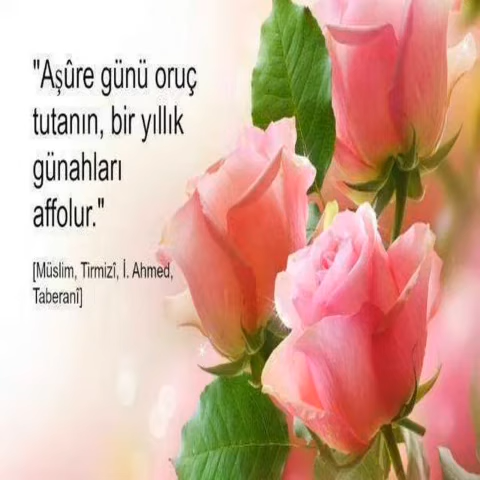 "Aşûre günü oruç
tutanın, bir yıllık
günahları
affolur."
[Müslim, Tirmizî, İ. Ahmed,
Taberanî]